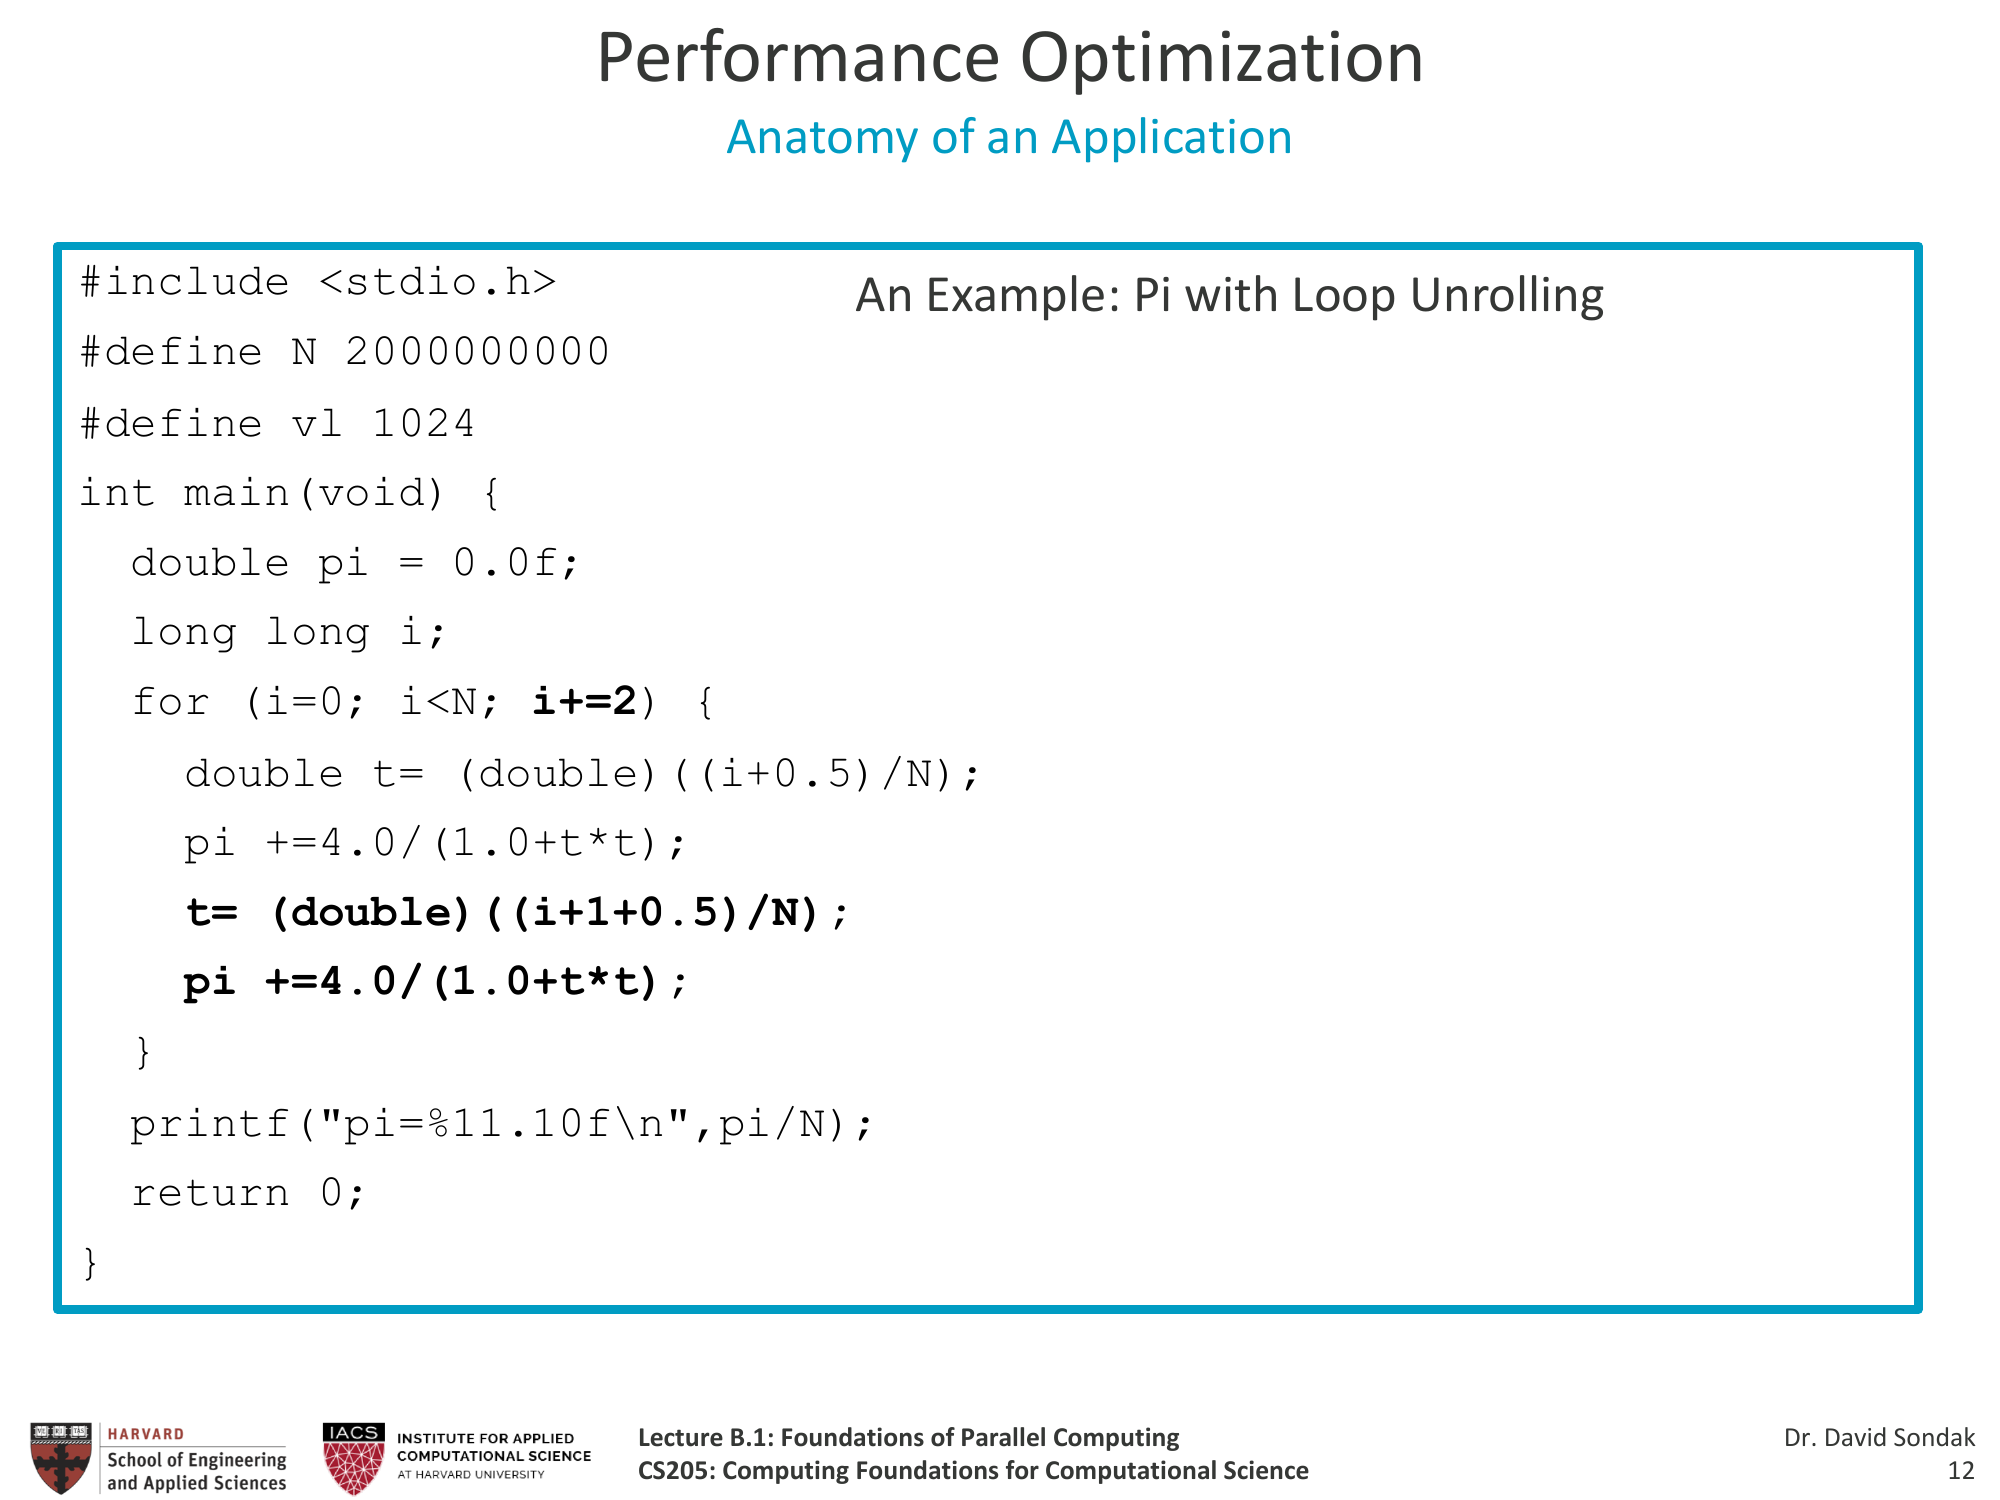 Performance Optimization
Anatomy of an Application
#include <stdio.h>
An Example: Pi with Loop Unrolling
#define N 2000000000
#define vl 1024
int main(void) {
  double pi = 0.0f;
  long long i;
  for (i=0; i<N; i+=2) {
    double t= (double)((i+0.5)/N);
    pi +=4.0/(1.0+t*t);
    t= (double)((i+1+0.5)/N);
    pi +=4.0/(1.0+t*t);
  }
  printf("pi=%11.10f\n",pi/N);
  return 0;
}
HARVARD
School of Engineering
and Applied Sciences
IACS
INSTITUTE FOR APPLIED
COMPUTATIONAL SCIENCE
AT HARVARD UNIVERSITY
Lecture B.1: Foundations of Parallel Computing
CS205: Computing Foundations for Computational Science
Dr. David Sondak
12